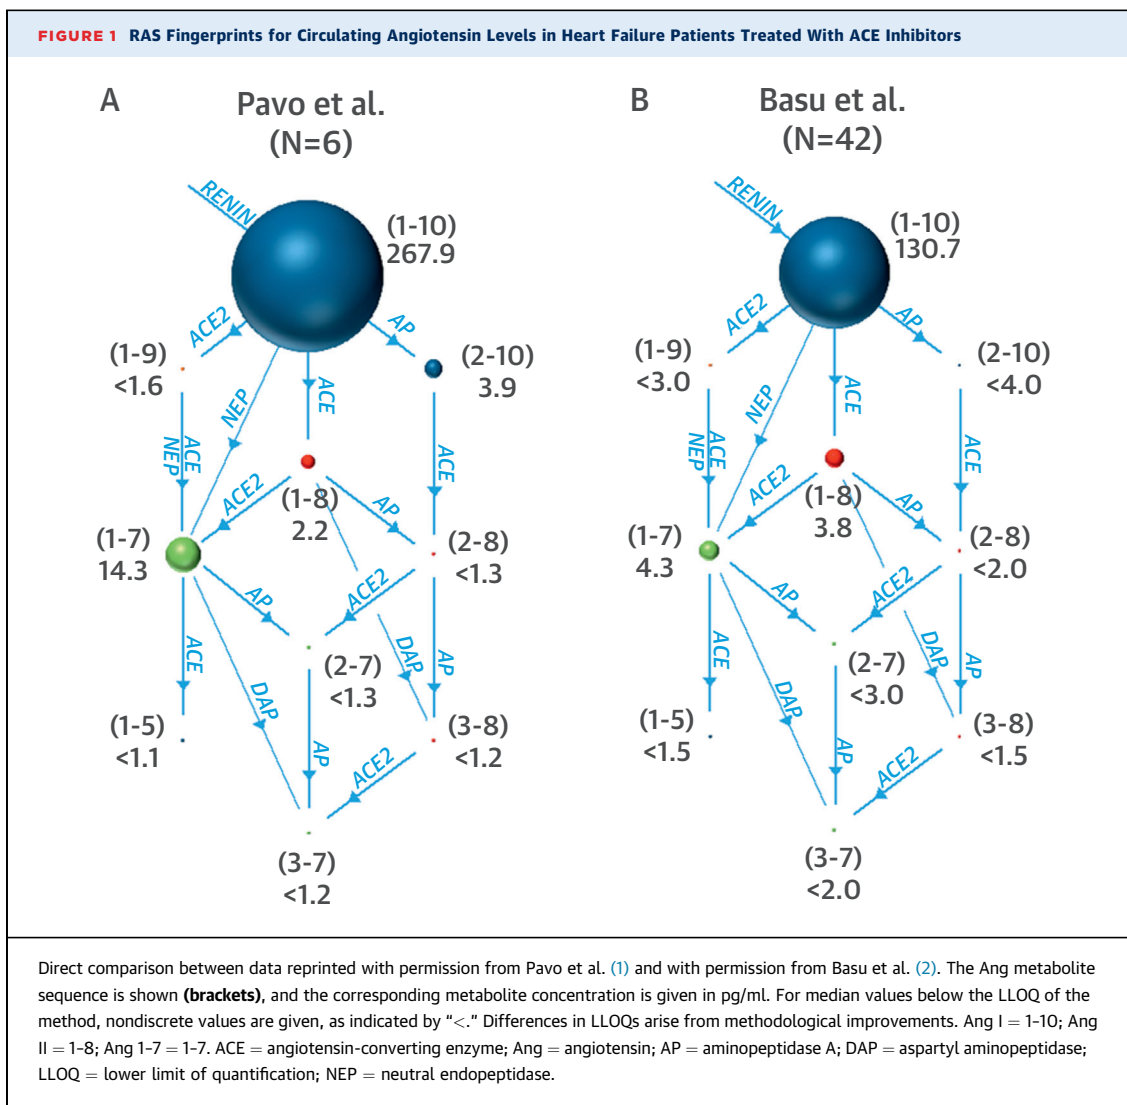 FIGURE 1 RAS Fingerprints for Circulating Angiotensin Levels in Heart Failure Patients Treated With ACE Inhibitors
A
Pavo et al.
(N=6)
RENIN
(1-10)
267.9
ACE2
AP
(1-9)
<1.6
(2-10)
3.9
NEP
ACE
ACE
NEP
ACE
(1-8)
2.2
ACE2
AP
(1-7)
14.3
(2-8)
<1.3
AP
ACE2
ACE
DAP
(2-7)
<1.3
DAP
AP
(1-5)
<1.1
AP
(3-8)
<1.2
ACE2
(3-7)
<1.2
B
Basu et al.
(N=42)
RENIN
(1-10)
130.7
ACE2
AP
(1-9)
<3.0
(2-10)
<4.0
NEP
ACE
ACE
NEP
ACE
(1-8)
3.8
ACE2
AP
(1-7)
4.3
(2-8)
<2.0
AP
ACE2
ACE
DAP
(2-7)
<3.0
DAP
AP
(1-5)
<1.5
AP
(3-8)
<1.5
ACE2
(3-7)
<2.0
Direct comparison between data reprinted with permission from Pavo et al. (1) and with permission from Basu et al. (2). The Ang metabolite
sequence is shown (brackets), and the corresponding metabolite concentration is given in pg/ml. For median values below the LLOQ of the
method, nondiscrete values are given, as indicated by "<." Differences in LLOQs arise from methodological improvements. Ang I = 1-10; Ang
II = 1-8; Ang 1-7 = 1-7. ACE = angiotensin-converting enzyme; Ang = angiotensin; AP = aminopeptidase A; DAP = aspartyl aminopeptidase;
LLOQ = lower limit of quantification; NEP = neutral endopeptidase.